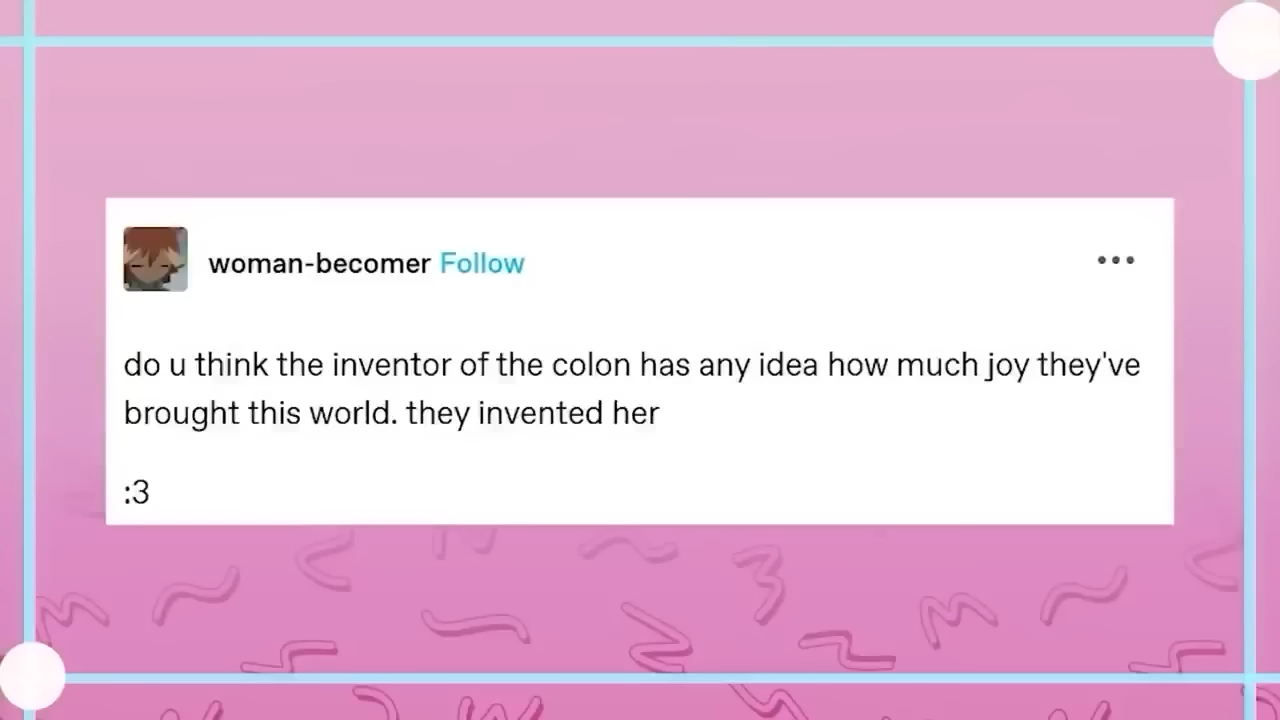 woman-becomer Follow
do u think the inventor of the colon has any idea how much joy they've
brought this world. they invented her
:3